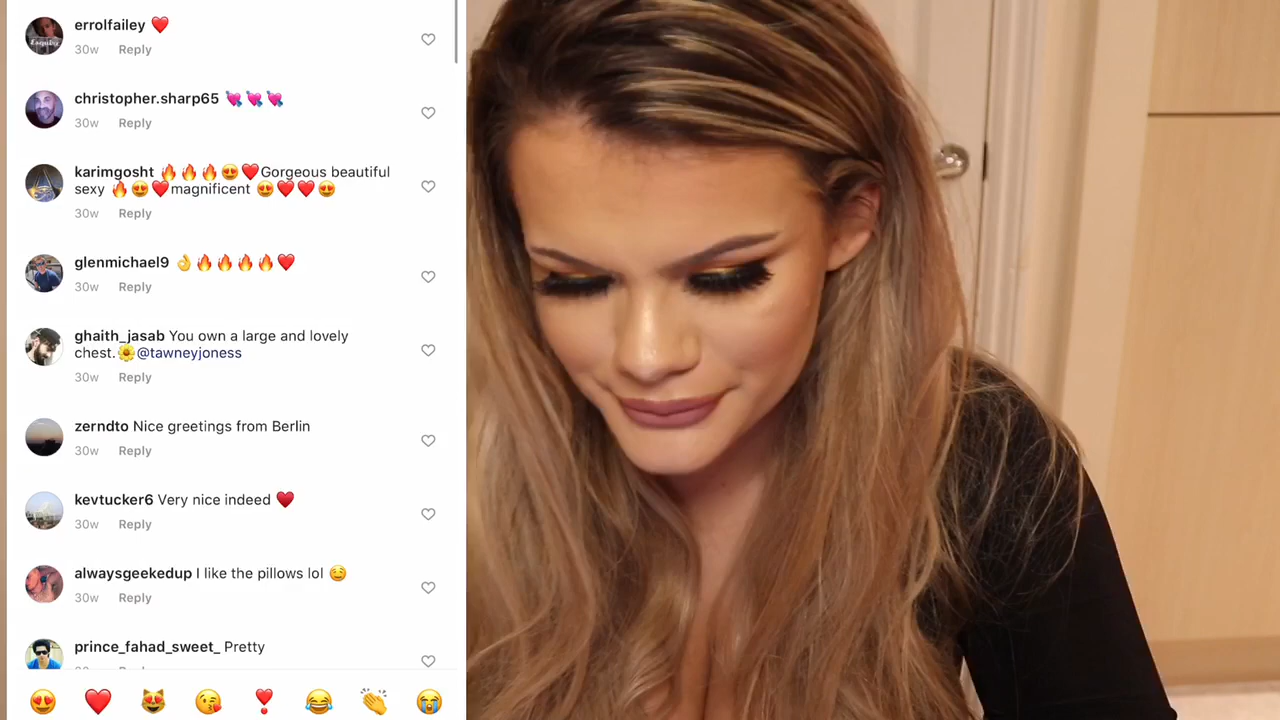 errolfailey ❤️
30w Reply
christopher.sharp65 💘💘💘
30w Reply
karimgosht 🔥🔥🔥😍❤️Gorgeous beautiful
sexy 🔥😍❤️magnificent 😍❤️❤️😍
30w Reply
glenmichael9 👌🔥🔥🔥🔥❤️
30w Reply
ghaith_jasab You own a large and lovely
chest.🌼@tawneyjoness
30w Reply
zerndto Nice greetings from Berlin
30w Reply
kevtucker6 Very nice indeed ❤️
30w Reply
alwaysgeekedup I like the pillows lol ☺️
30w Reply
prince_fahad_sweet_ Pretty